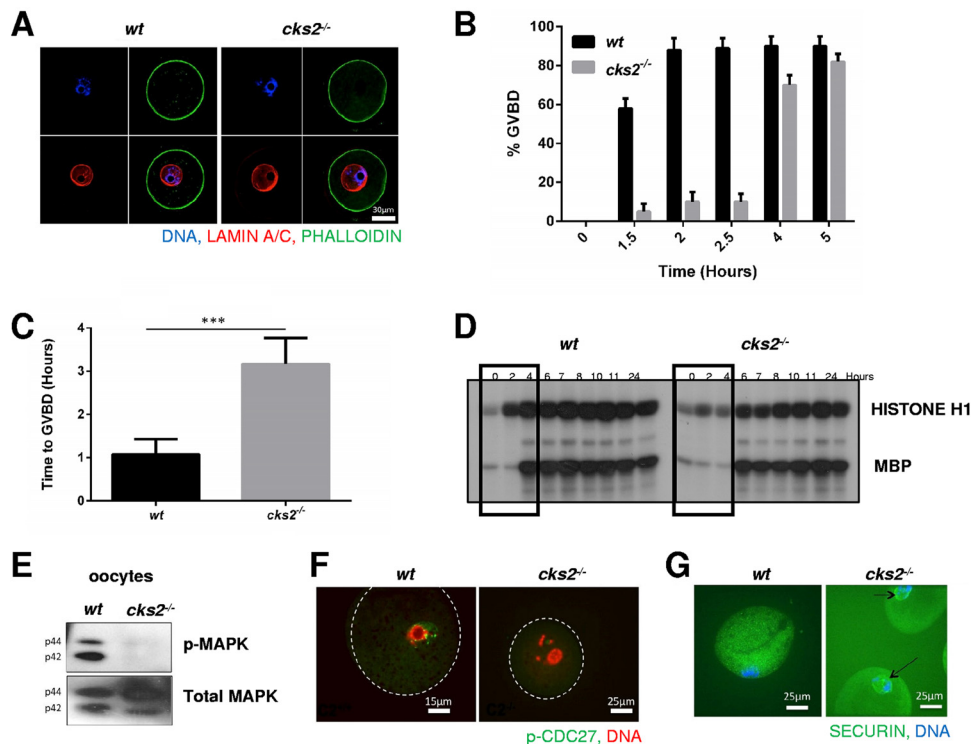 A
wt
cks2-/-
30µm
DNA, LAMIN A/C, PHALLOIDIN
B
wt
cks2-/-
% GVBD
100
80
60
40
20
0
0 1.5 2 2.5 4 5
Time (Hours)
C
***
Time to GVBD (Hours)
4
3
2
1
0
wt cks2-/-
D
wt
cks2-/-
0 2 4 6 7 8 10 11 24
0 2 4 6 7 8 10 11 24 Hours
HISTONE H1
MBP
E
oocytes
wt cks2-/-
p44
p42
p-MAPK
p44
p42
Total MAPK
F
wt
cks2-/-
15µm
25µm
p-CDC27, DNA
G
wt
cks2-/-
25µm
25µm
SECURIN, DNA